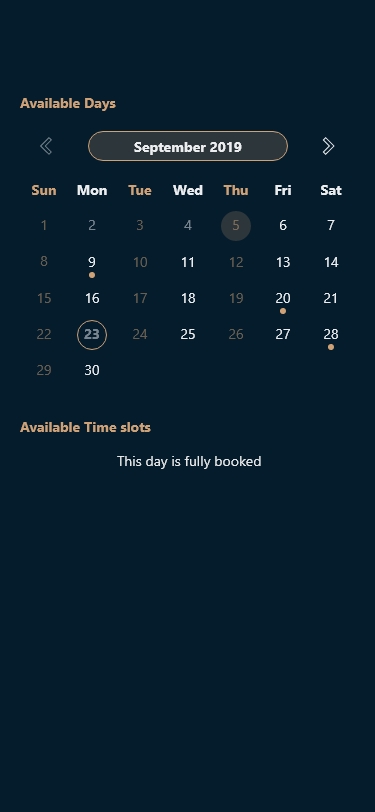 Available Days
September 2019
Sun Mon Tue Wed Thu Fri Sat
1 2 3 4 5 6 7
8 9 10 11 12 13 14
15 16 17 18 19 20 21
22 23 24 25 26 27 28
29 30
Available Time slots
This day is fully booked